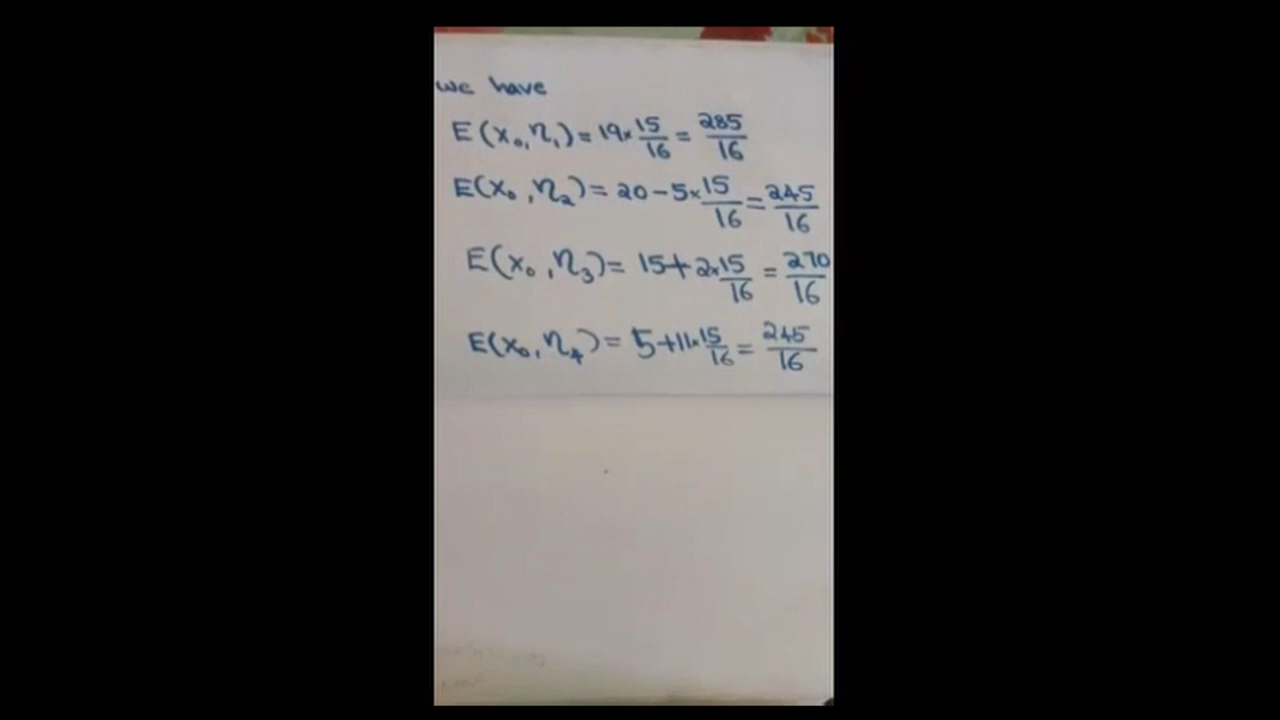 we have
E(x₀,η₁) = 19×15/16 = 285/16
E(x₀,η₂) = 20-5×15/16 = 245/16
E(x₀,η₃) = 15+2×15/16 = 270/16
E(x₀,η₄) = 5+11×15/16 = 245/16